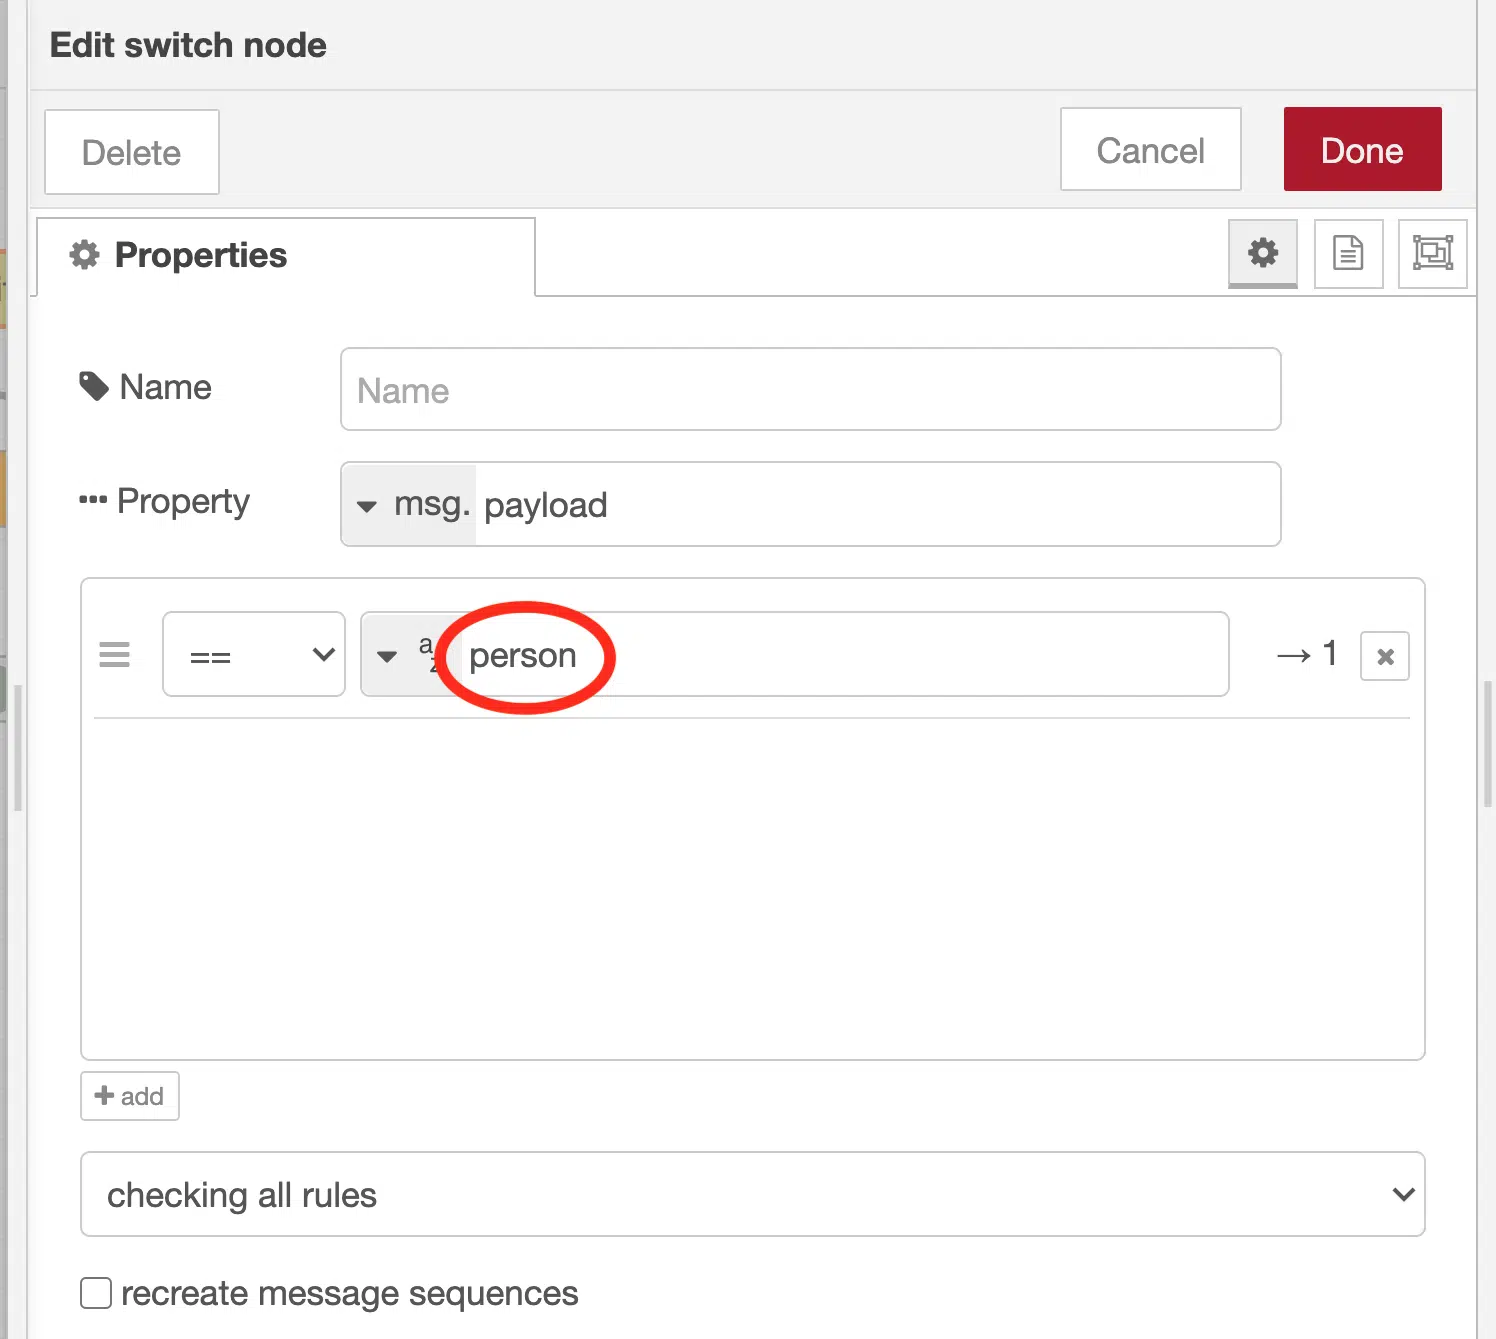 Edit switch node
Delete Cancel Done
Properties
Name Name
Property msg. payload
== a z person → 1
add
checking all rules
recreate message sequences